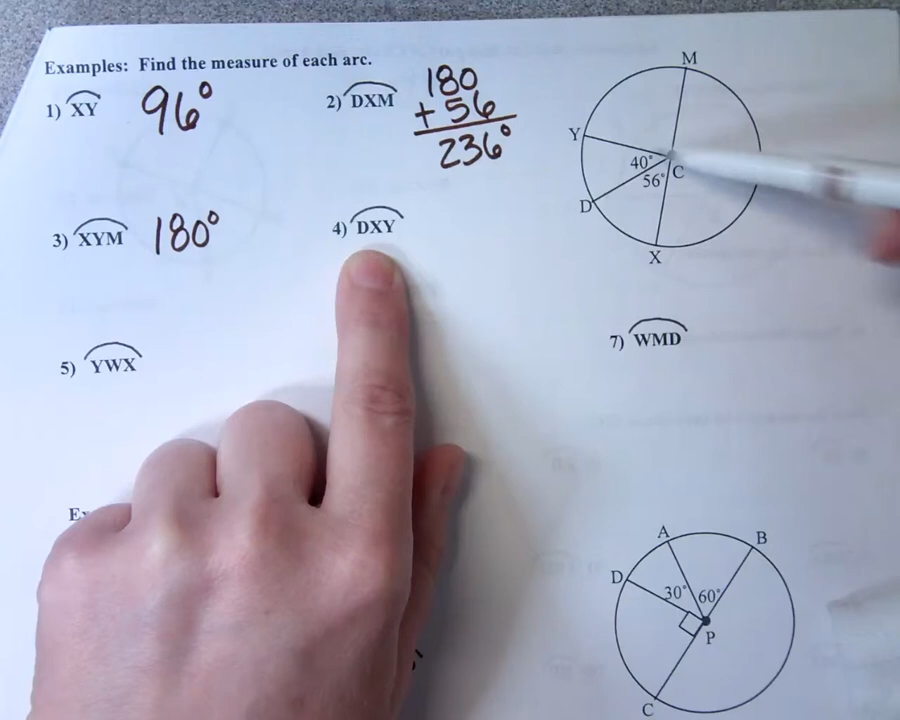 Examples: Find the measure of each arc.
1) XY 96°
2) DXM 180
+ 56
236°
3) XYM 180°
4) DXY
5) YWX
7) WMD
M
Y
40°
C
56°
D
X
A
B
D
30° 60°
P
C